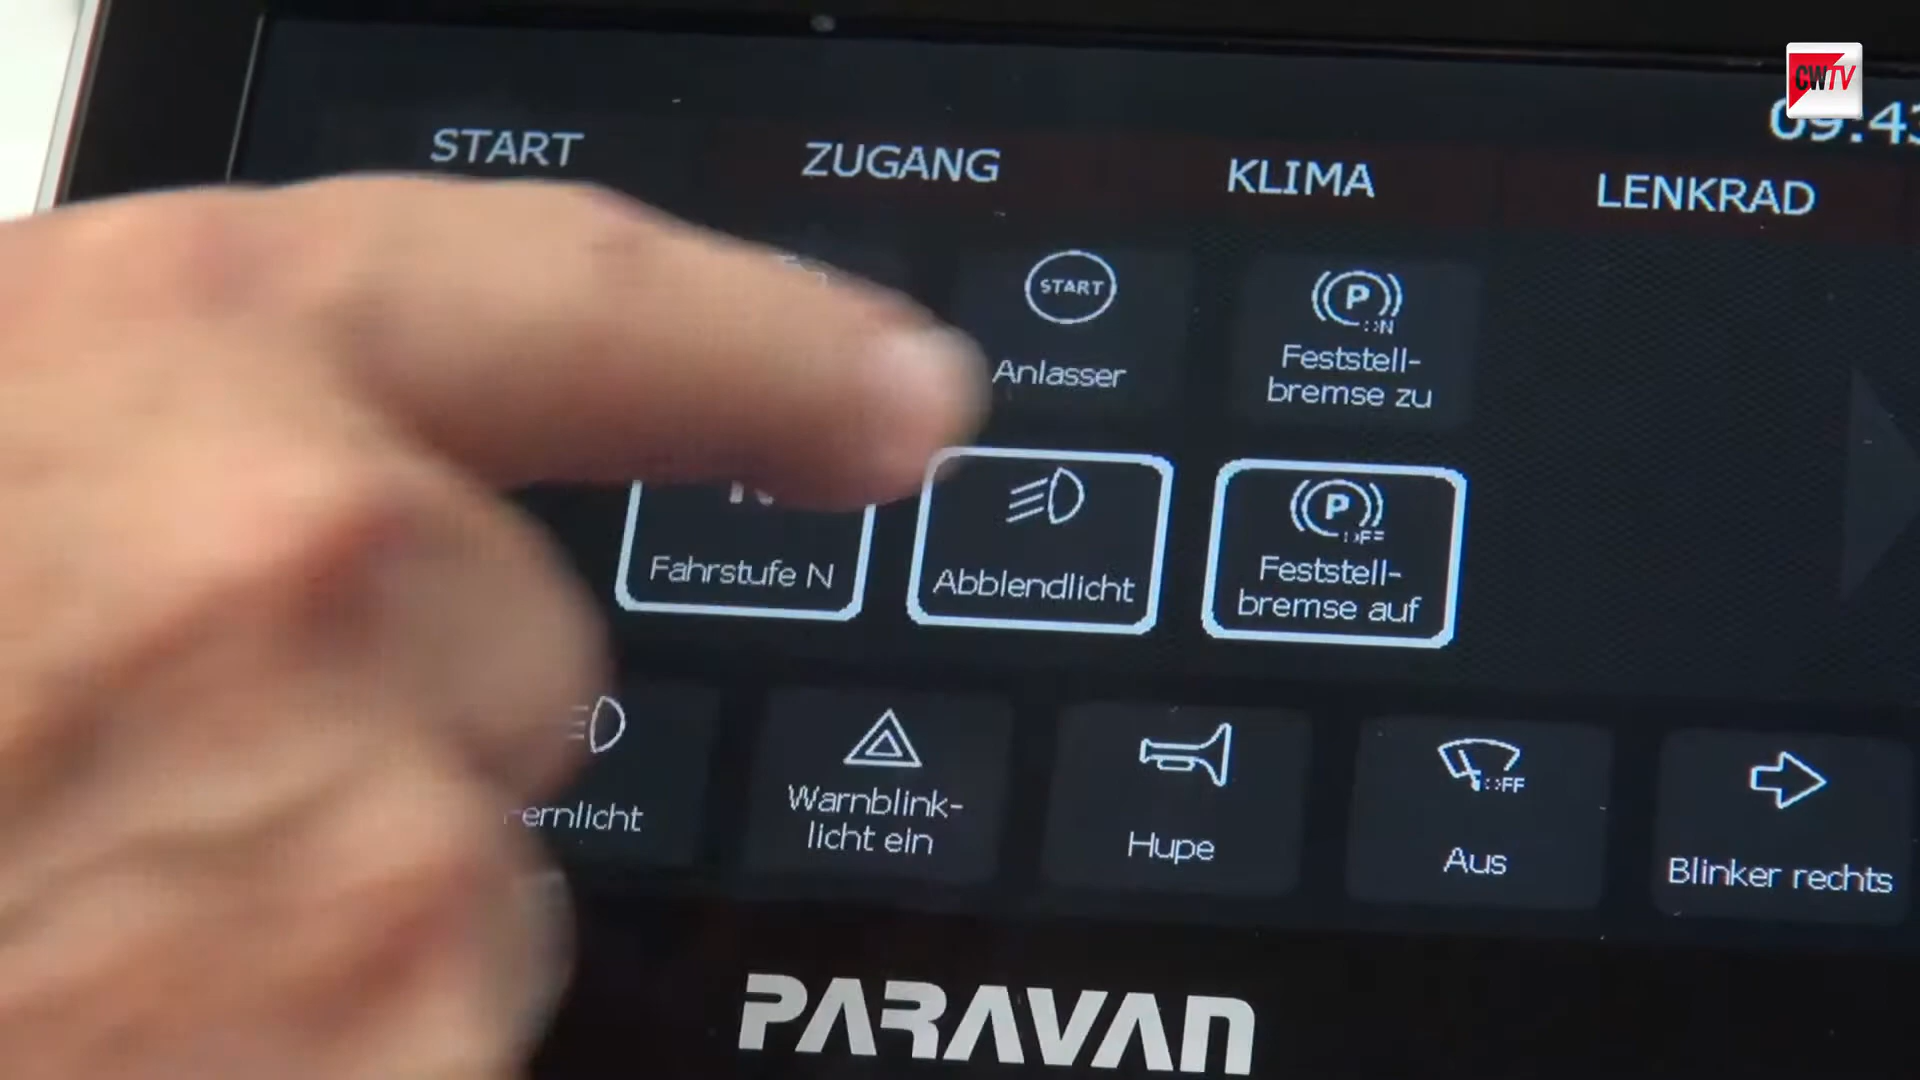 CWTV
START
ZUGANG
KLIMA
LENKRAD
START
Anlasser
P
Feststell-
bremse zu
Fahrstufe N
Abblendlicht
P
Feststell-
bremse auf
ernlicht
Warnblink-
licht ein
Hupe
OFF
Aus
Blinker rechts
PARAVAN